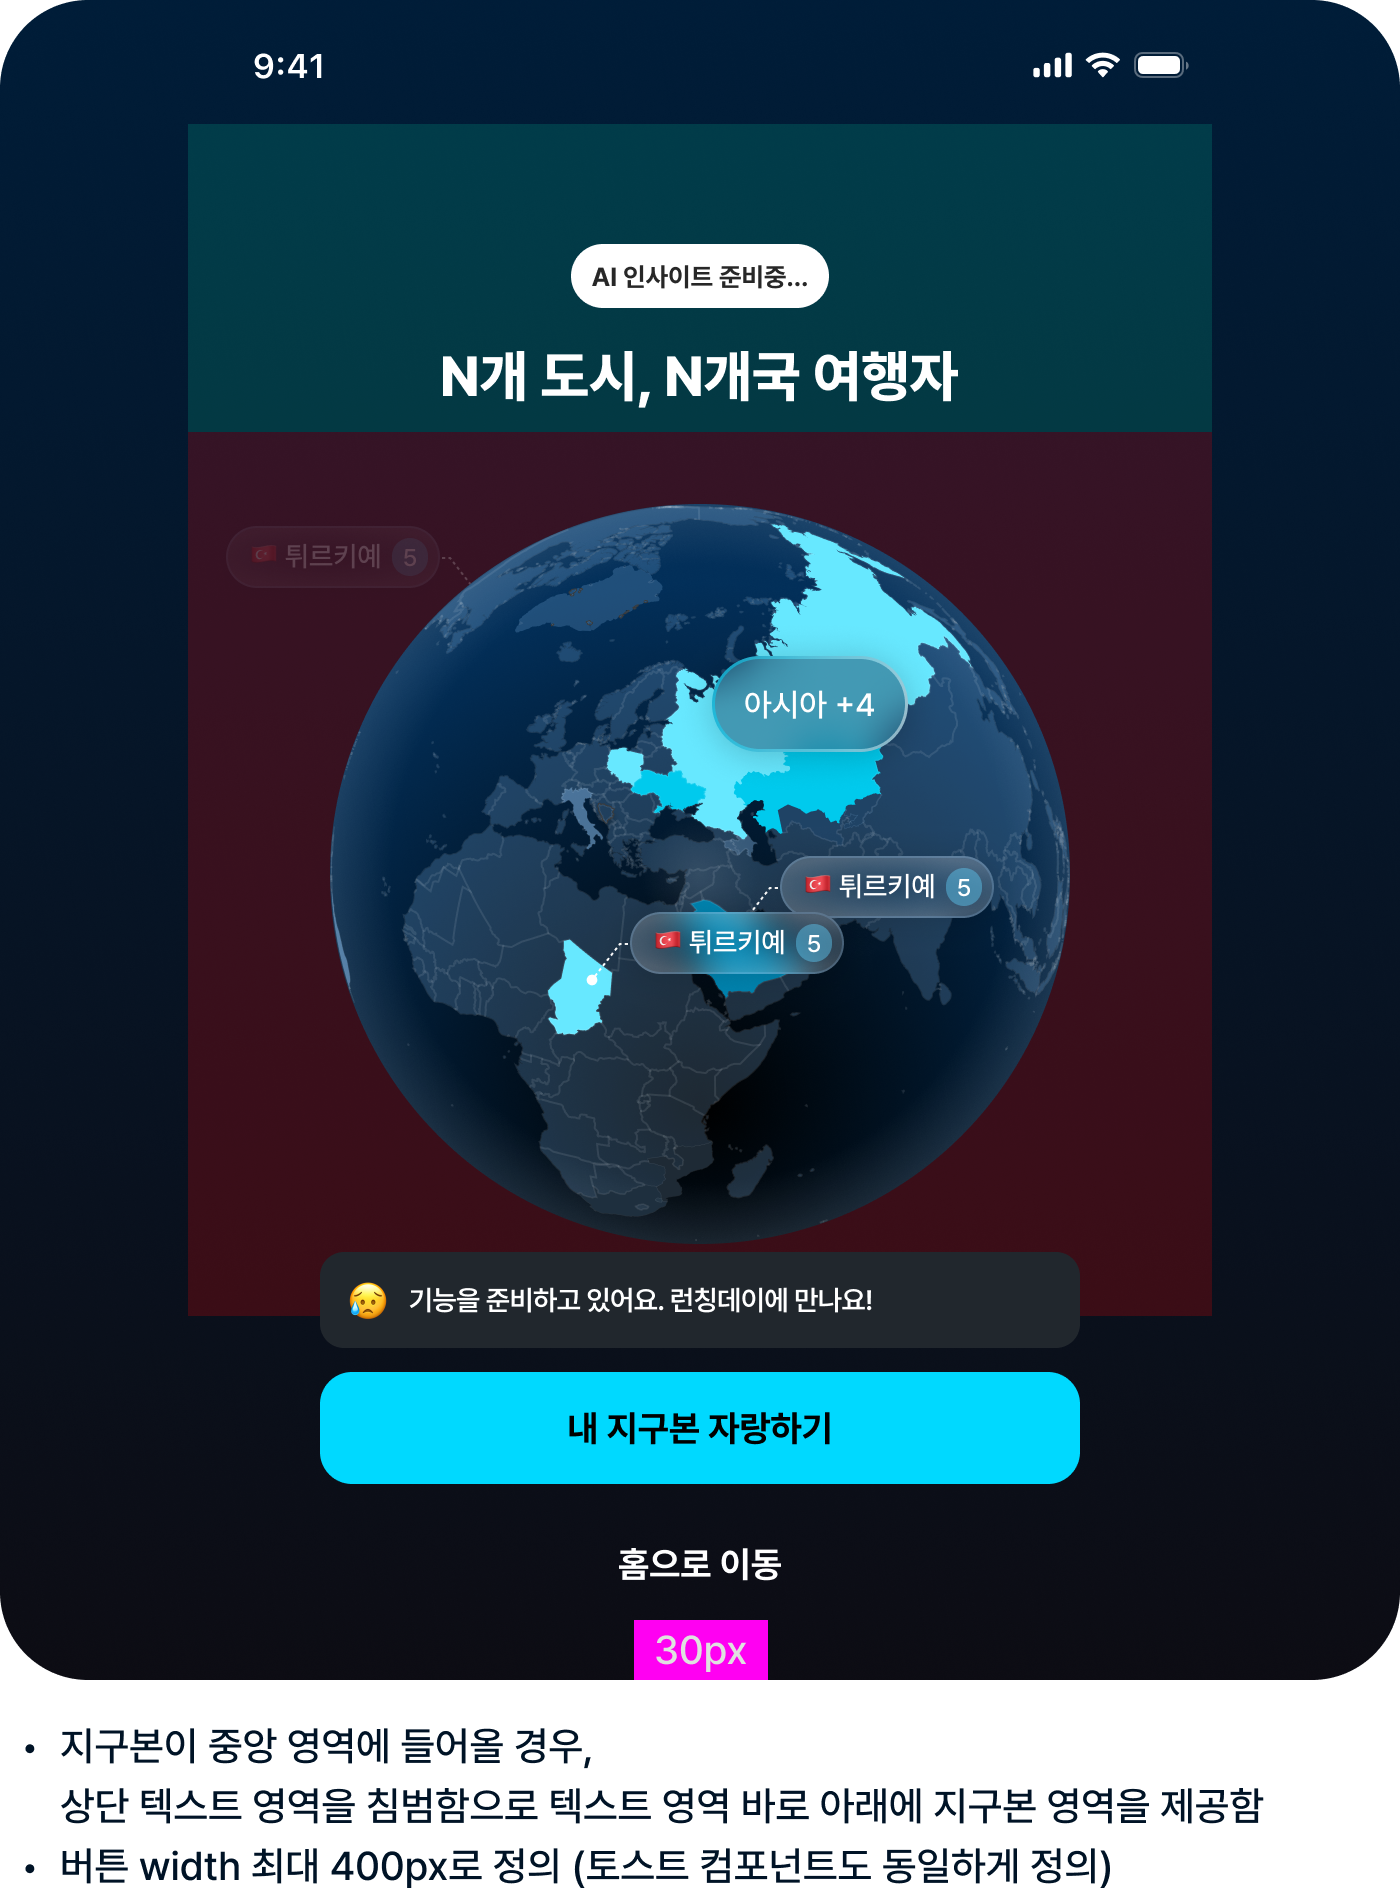 9:41
AI 인사이트 준비중...
N개 도시, N개국 여행자
튀르키예 5
아시아 +4
튀르키예 5
튀르키예 5
기능을 준비하고 있어요. 런칭데이에 만나요!
내 지구본 자랑하기
홈으로 이동
30px
• 지구본이 중앙 영역에 들어올 경우,
상단 텍스트 영역을 침범함으로 텍스트 영역 바로 아래에 지구본 영역을 제공함
• 버튼 width 최대 400px로 정의 (토스트 컴포넌트도 동일하게 정의)